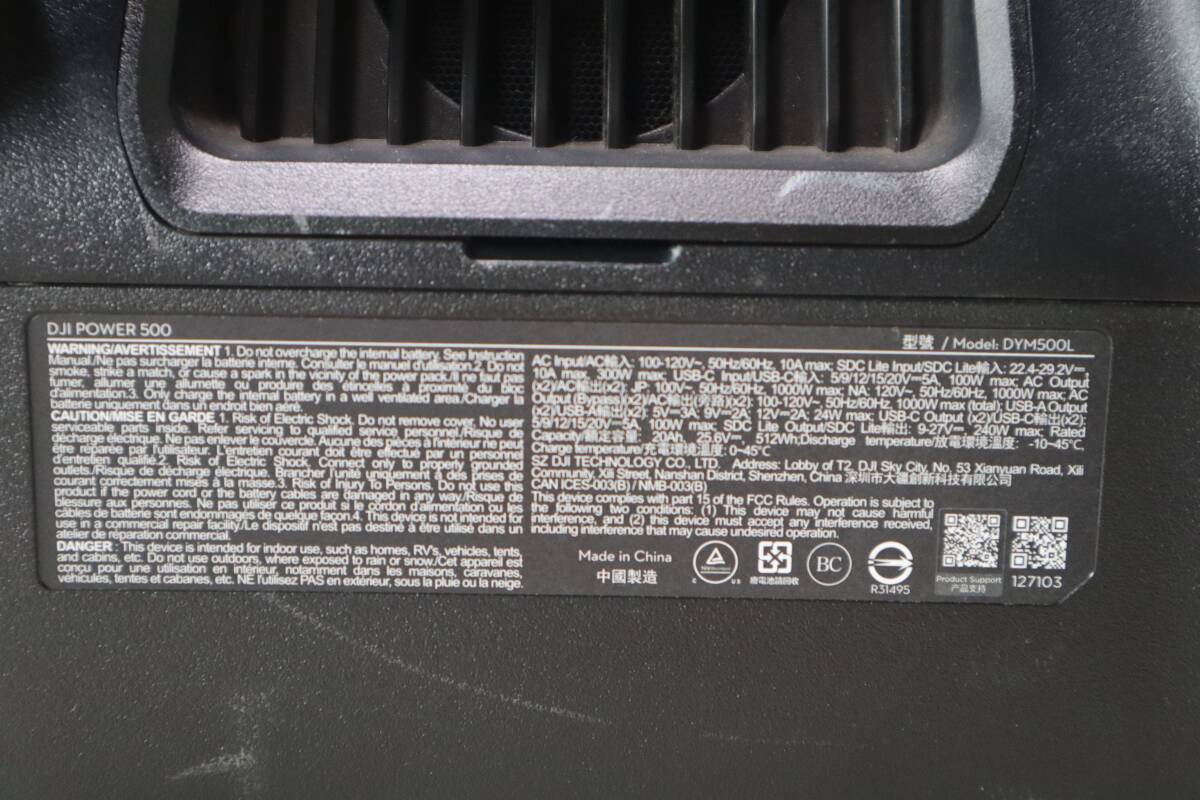 DJI POWER 500
型號 / Model: DYM500L
WARNING/AVERTISSEMENT 1. Do not overcharge the internal battery. See Instruction
Manual./Ne pas surcharger la batterie interne. Consulter le manuel d'utilisation.2. Do not
smoke, strike a match, or cause a spark in the vicinity of the power pack./Il ne faut pas
fumer, allumer une allumette ou produire des étincelles à proximité du bloc
d'alimentation.3. Only charge the internal battery in a well ventilated area./Charger la
batterie uniquement dans un endroit bien aéré.
CAUTION/MISE EN GARDE 1. Risk of Electric Shock. Do not remove cover. No user
serviceable parts inside. Refer servicing to qualified service personnel./Risque de
décharge électrique. Ne pas enlever le couvercle. Aucune des pièces à l'intérieur ne peut
être réparée par l'utilisateur. L'entretien courant doit être effectué par un personnel
d'entretien qualifié.2. Risk of Electric Shock, Connect only to properly grounded
outlets./Risque de décharge électrique. Brancher l'unité uniquement à des prises de
courant correctement mises à la masse.3. Risk of Injury To Persons. Do not use this
product if the power cord or the battery cables are damaged in any way./Risque de
blessure aux personnes. Ne pas utiliser ce produit si le cordon d'alimentation ou les
câbles de batterie sont endommagés de quelque façon.4. This device is not intended for
use in a commercial repair facility./Le dispositif n'est pas destiné à être utilisé dans un
atelier de réparation commercial.
DANGER : This device is intended for indoor use, such as homes, RV's, vehicles, tents,
and cabins, etc. Do not use outdoors, where exposed to rain or snow./Cet appareil est
conçu pour une utilisation en intérieur, notamment dans les maisons, caravanes,
véhicules, tentes et cabanes, etc. NE l'utilisez PAS en extérieur, sous la pluie ou la neige.
AC Input/AC輸入: 100-120V~, 50Hz/60Hz, 10A max; SDC Lite Input/SDC Lite輸入: 22.4-29.2V⎓,
10A max, 300W max; USB-C Input/USB-C輸入: 5/9/12/15/20V⎓5A, 100W max; AC Output
(x2)/AC輸出(x2): JP: 100V~, 50Hz/60Hz, 1000W max; NA: 120V~, 50Hz/60Hz, 1000W max; AC
Output (Bypass)(x2)/AC輸出(旁路)(x2): 100-120V~, 50Hz/60Hz, 1000W max (total); USB-A Output
(x2)/USB-A輸出(x2): 5V⎓3A; 9V⎓2A; 12V⎓2A; 24W max; USB-C Output (x2)/USB-C輸出(x2):
5/9/12/15/20V⎓5A, 100W max; SDC Lite Output/SDC Lite輸出: 9-27V⎓, 240W max; Rated
Capacity/額定容量: 20Ah, 25.6V⎓, 512Wh;Discharge temperature/放電環境溫度: -10~45℃,
Charge temperature/充電環境溫度: 0~45℃
SZ DJI TECHNOLOGY CO., LTD. Address: Lobby of T2, DJI Sky City, No. 53 Xianyuan Road, Xili
Community, Xili Street, Nanshan District, Shenzhen, China 深圳市大疆創新科技有限公司
CAN ICES-003(B) / NMB-003(B)
This device complies with part 15 of the FCC Rules. Operation is subject to
the following two conditions: (1) This device may not cause harmful
interference, and (2) this device must accept any interference received,
including interference that may cause undesired operation.
Made in China
中國製造
c us
廢電池請回收
BC
R31495
Product Support
产品支持
127103